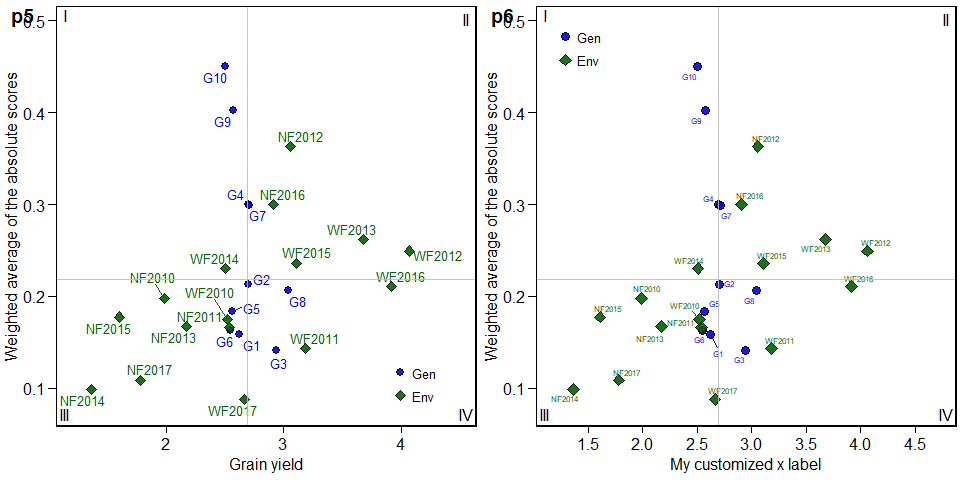 p5
I
II
0.5
G10
0.4
G9
NF2012
G4
NF2016
0.3
G7
WF2013
WF2014
WF2015
WF2012
NF2010
G2
WF2016
0.2
WF2010
G8
NF2015
NF2011
G5
NF2013
G6
G1
WF2011
G3
NF2017
Gen
0.1
Env
NF2014
WF2017
III
IV
2
3
4
Grain yield
Weighted average of the absolute scores
p6
I
II
0.5
Gen
Env
G10
0.4
G9
NF2012
NF2016
0.3
G4
G7
WF2013
WF2012
WF2014
WF2015
WF2016
NF2010
G2
G8
0.2
G5
NF2015
WF2010
NF2011
NF2013
G6
WF2011
G1
G3
NF2017
0.1
NF2014
WF2017
III
IV
1.5
2.0
2.5
3.0
3.5
4.0
4.5
My customized x label
Weighted average of the absolute scores